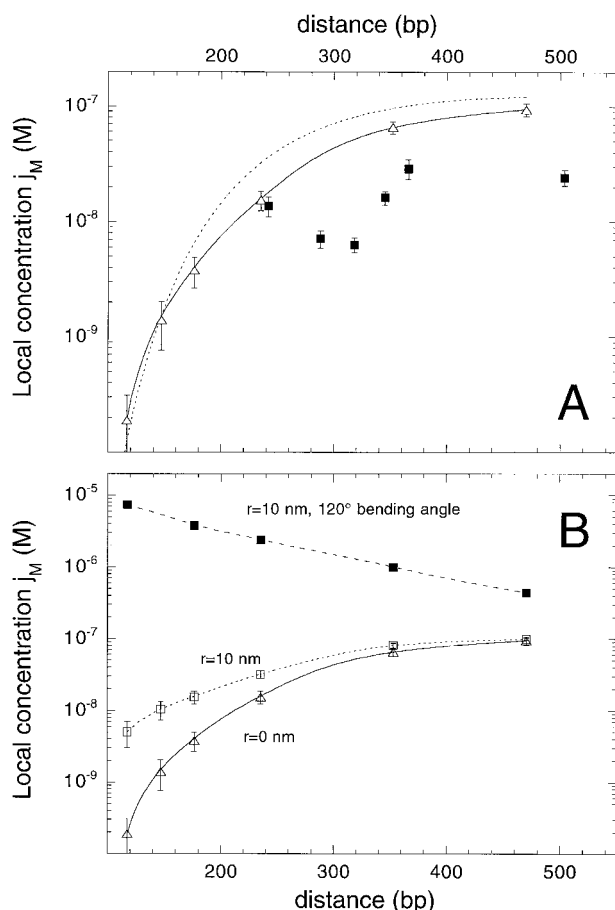 distance (bp)
200 300 400 500
Local concentration j_M (M)
10^-7
10^-8
10^-9
A
10^-5
10^-6
10^-7
10^-8
10^-9
Local concentration j_M (M)
r=10 nm, 120° bending angle
B
r=10 nm
r=0 nm
200 300 400 500
distance (bp)